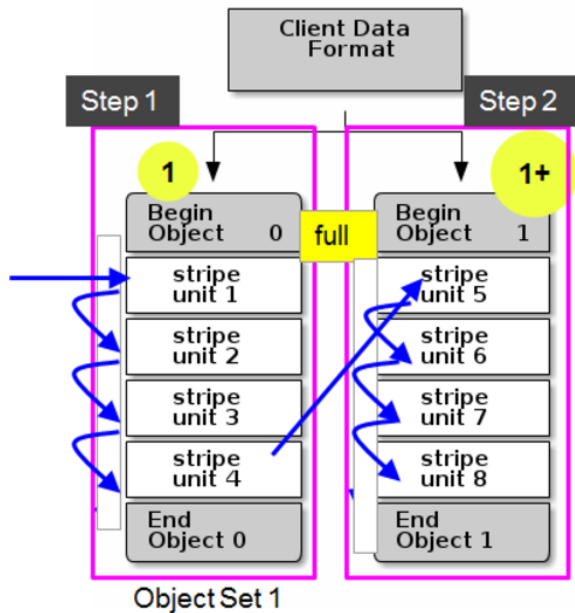 Client Data
Format
Step 1
Step 2
1
1+
Begin
Object 0
full
Begin
Object 1
stripe
unit 1
stripe
unit 5
stripe
unit 2
stripe
unit 6
stripe
unit 3
stripe
unit 7
stripe
unit 4
stripe
unit 8
End
Object 0
End
Object 1
Object Set 1